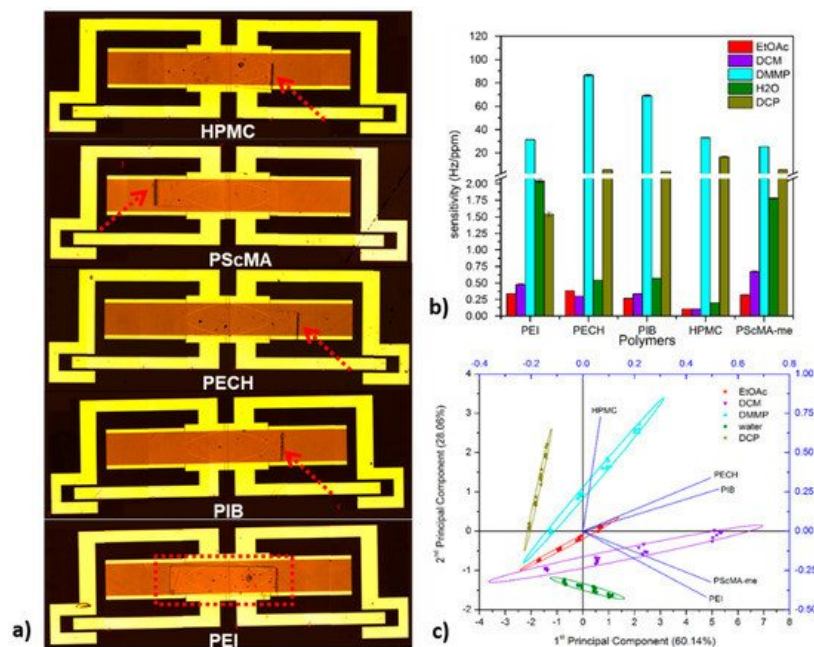 HPMC
PScMA
PECH
PIB
PEI
a)
sensitivity (Hz/ppm)
120
100
80
60
40
20
2.00
1.75
1.50
1.25
1.00
0.75
0.50
0.25
0.00
EtOAc
DCM
DMMP
H2O
DCP
PEI PECH PIB HPMC PScMA-me
Polymers
b)
-0.4 -0.2 0.0 0.2 0.4 0.6 0.8
2nd Principal Component (28.06%)
4
3
2
1
0
-1
-2
1.00
0.75
0.50
0.25
0.00
-0.25
-0.50
EtOAc
DCM
DMMP
water
DCP
HPMC
PECH
PIB
PScMA-me
PEI
-4 -3 -2 -1 0 1 2 3 4 5 6 7 8
1st Principal Component (60.14%)
c)